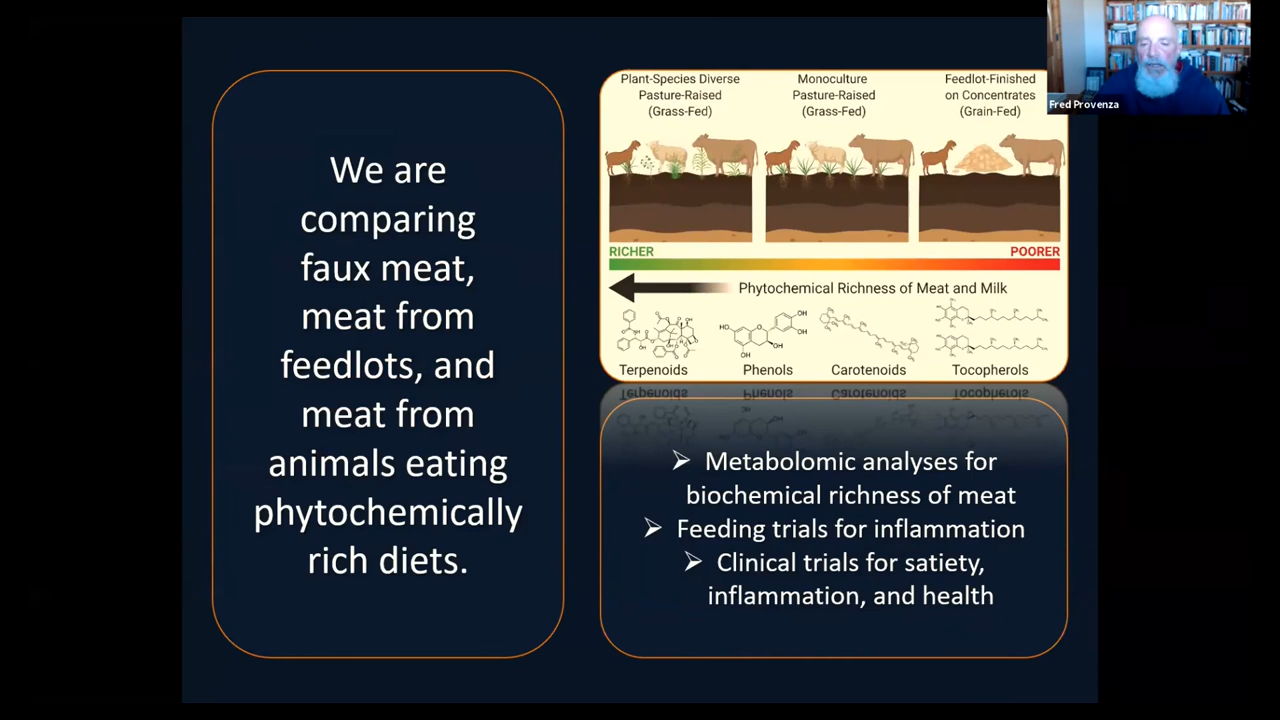 We are
comparing
faux meat,
meat from
feedlots, and
meat from
animals eating
phytochemically
rich diets.
Plant-Species Diverse
Pasture-Raised
(Grass-Fed)
Monoculture
Pasture-Raised
(Grass-Fed)
Feedlot-Finished
on Concentrates
(Grain-Fed)
RICHER
POORER
Phytochemical Richness of Meat and Milk
Terpenoids
Phenols
Carotenoids
Tocopherols
➢ Metabolomic analyses for
biochemical richness of meat
➢ Feeding trials for inflammation
➢ Clinical trials for satiety,
inflammation, and health
Fred Provenza